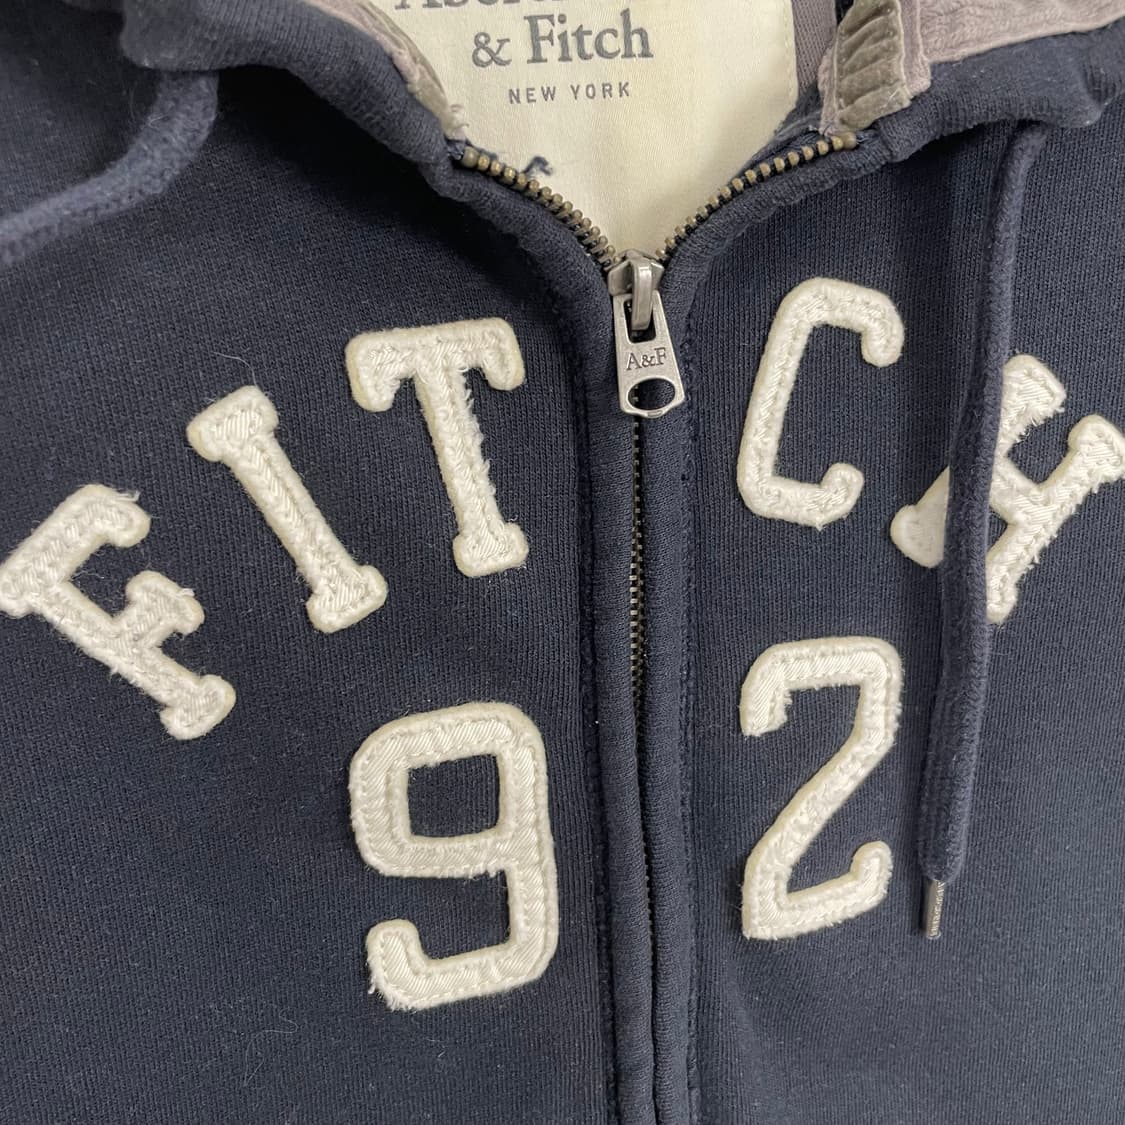 & Fitch
NEW YORK
A&F
FITCH
92